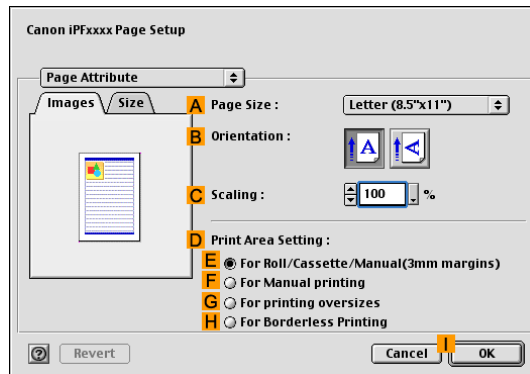 Canon iPFxxxx Page Setup
Page Attribute
Images Size
A Page Size : Letter (8.5"x11")
B Orientation : A A
C Scaling : 100 %
D Print Area Setting :
E For Roll/Cassette/Manual(3mm margins)
F For Manual printing
G For printing oversizes
H For Borderless Printing
? Revert Cancel I OK